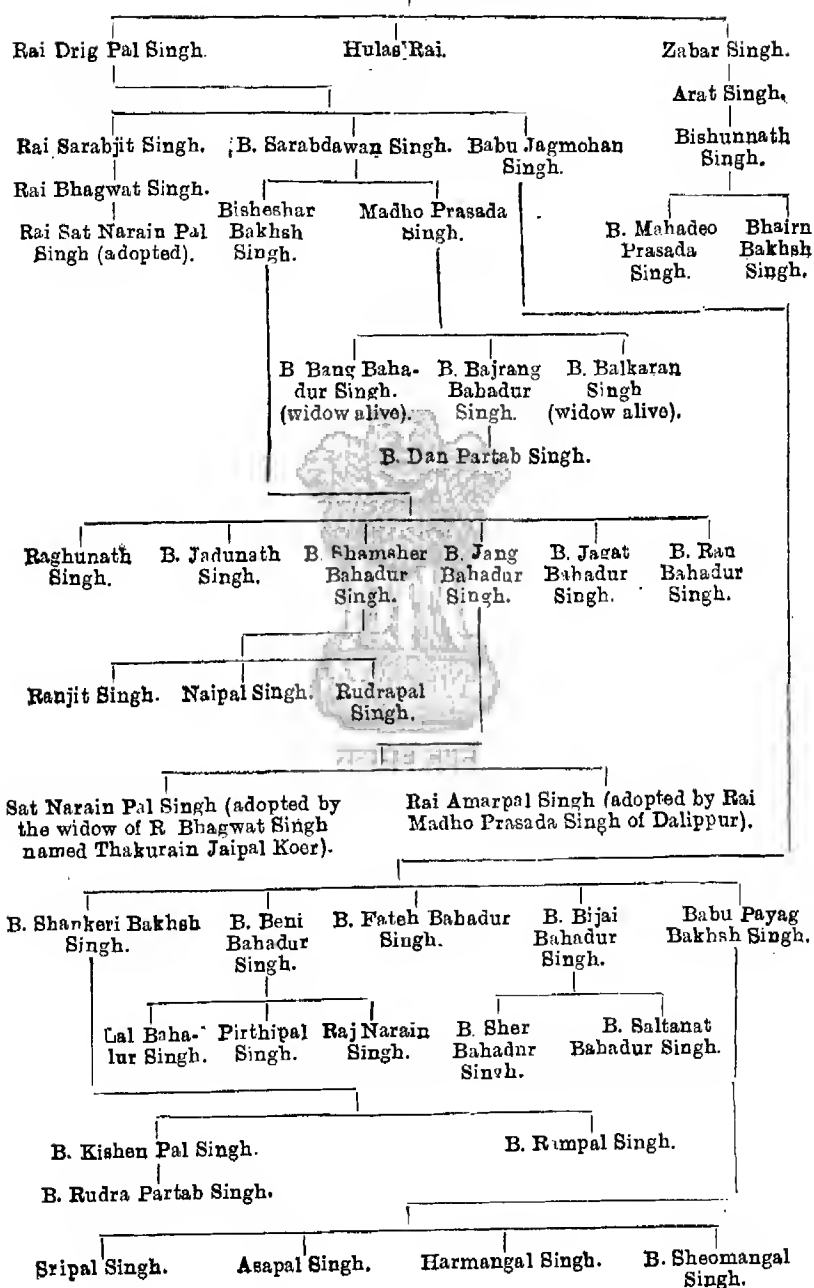 Rai Drig Pal Singh. Hulas Rai. Zabar Singh.
Arat Singh.
Rai Sarabjit Singh. B. Sarabdawan Singh. Babu Jagmohan Singh.
Bishunnath Singh.
Rai Bhagwat Singh.
Rai Sat Narain Pal
Singh (adopted).
Bisheshar
Bakhsh
Singh.
Madho Prasada
Singh.
B. Mahadeo
Prasada
Singh.
Bhairn
Bakhsh
Singh.
B Bang Baha-
dur Singh.
(widow alive).
B. Bajrang
Bahadur
Singh.
B. Balkaran
Singh
(widow alive).
B. Dan Partab Singh.
Raghunath
Singh.
B. Jadunath
Singh.
B. Shamsher
Bahadur
Singh.
B. Jang
Bahadur
Singh.
B. Jagat
Bahadur
Singh.
B. Ran
Bahadur
Singh.
Ranjit Singh. Naipal Singh. Rudrapal
Singh.
सत्यमेव जयते
Sat Narain Pal Singh (adopted by
the widow of R Bhagwat Singh
named Thakurain Jaipal Koer).
Rai Amarpal Singh (adopted by Rai
Madho Prasada Singh of Dalippur).
B. Shankeri Bakhsh
Singh.
B. Beni
Bahadur
Singh.
B. Fateh Bahadur
Singh.
B. Bijai
Bahadur
Singh.
Babu Payag
Bakhsh Singh.
Lal Baha-
lur Singh.
Pirthipal
Singh.
Raj Narain
Singh.
B. Sher
Bahadur
Singh.
B. Saltanat
Bahadur Singh.
B. Kishen Pal Singh. B. Rampal Singh.
B. Rudra Partab Singh.
Sripal Singh. Asapal Singh. Harmangal Singh. B. Sheomangal
Singh.